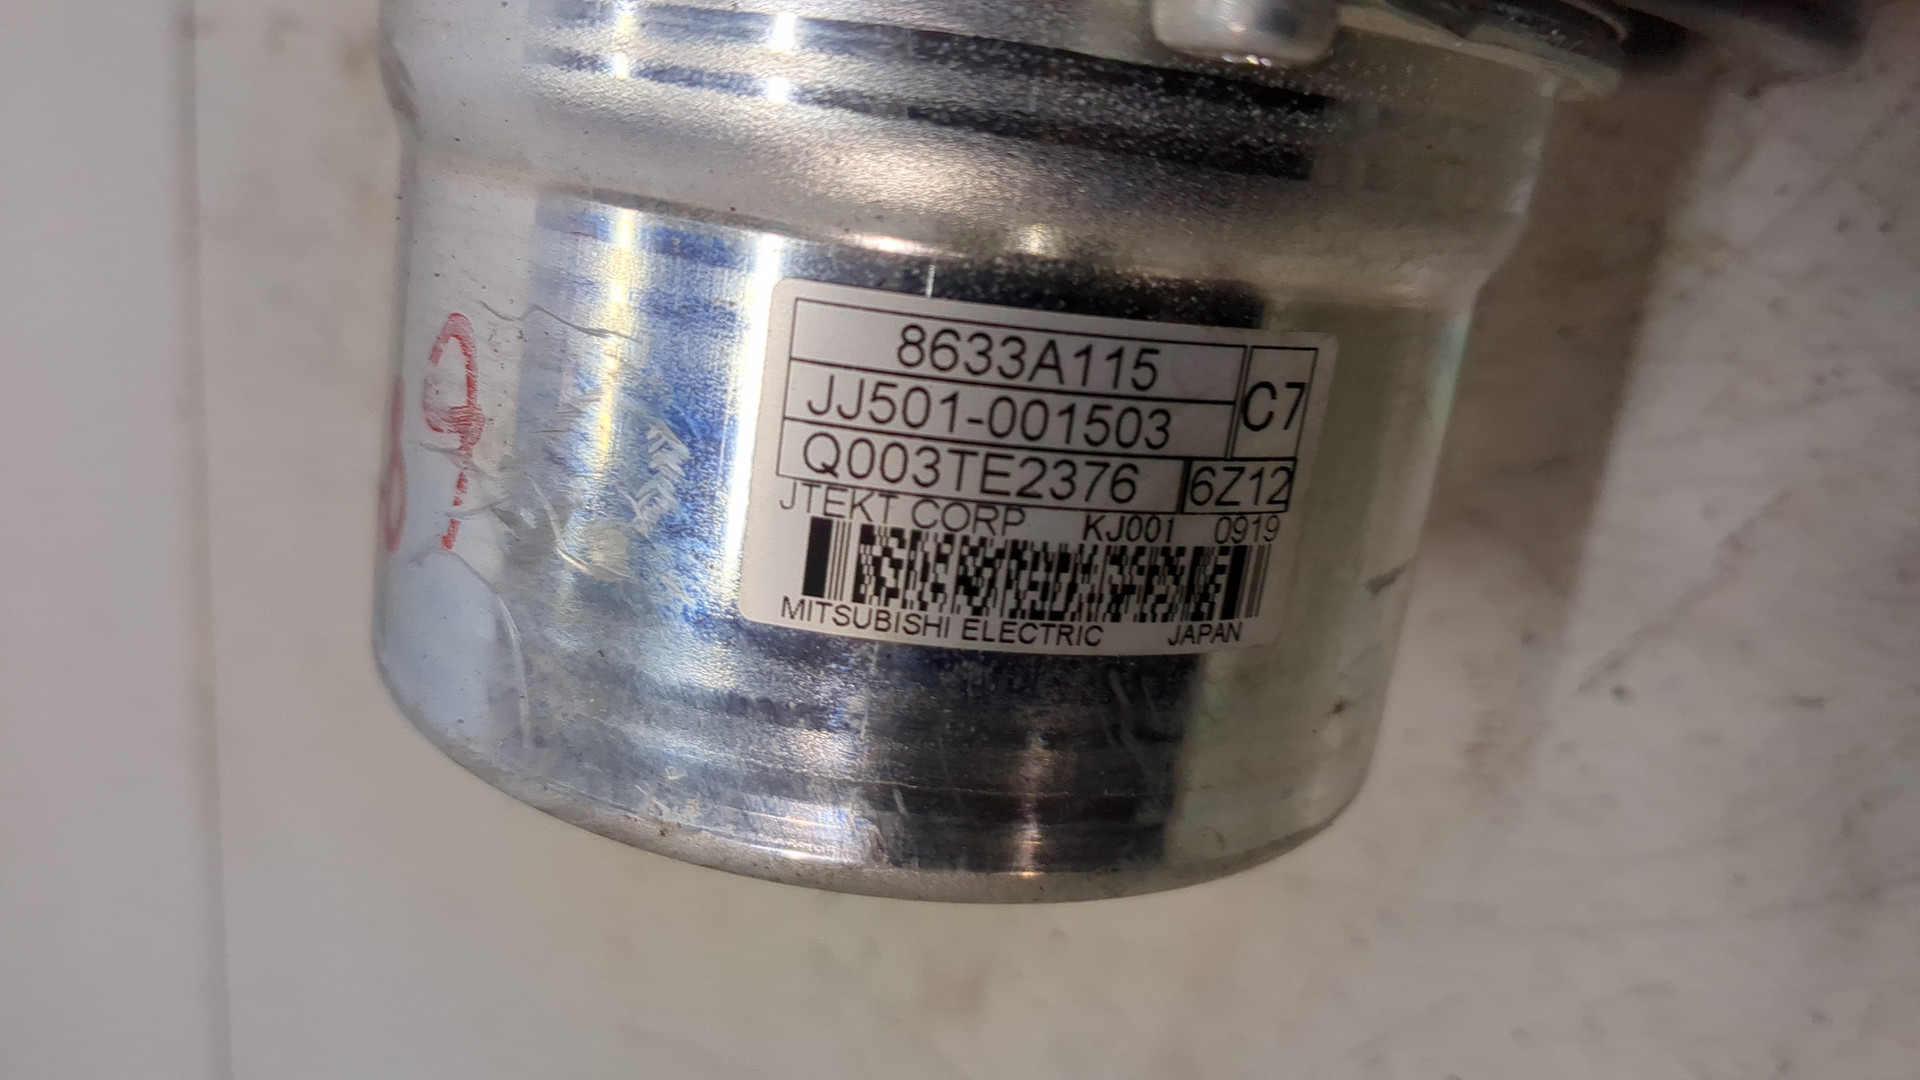 8633A115
C7
JJ501-001503
Q003TE2376 6Z12
JTEKT CORP KJ001 0919
MITSUBISHI ELECTRIC JAPAN